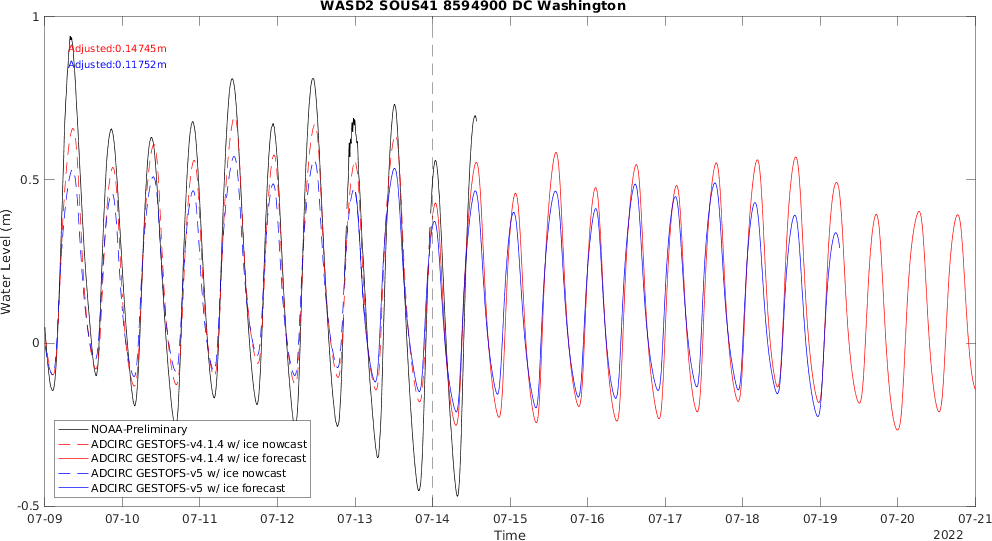 WASD2 SOUS41 8594900 DC Washington
Adjusted:0.14745m
Adjusted:0.11752m
1
0.5
0
-0.5
Water Level (m)
NOAA-Preliminary
ADCIRC GESTOFS-v4.1.4 w/ ice nowcast
ADCIRC GESTOFS-v4.1.4 w/ ice forecast
ADCIRC GESTOFS-v5 w/ ice nowcast
ADCIRC GESTOFS-v5 w/ ice forecast
07-09 07-10 07-11 07-12 07-13 07-14 07-15 07-16 07-17 07-18 07-19 07-20 07-21
Time
2022